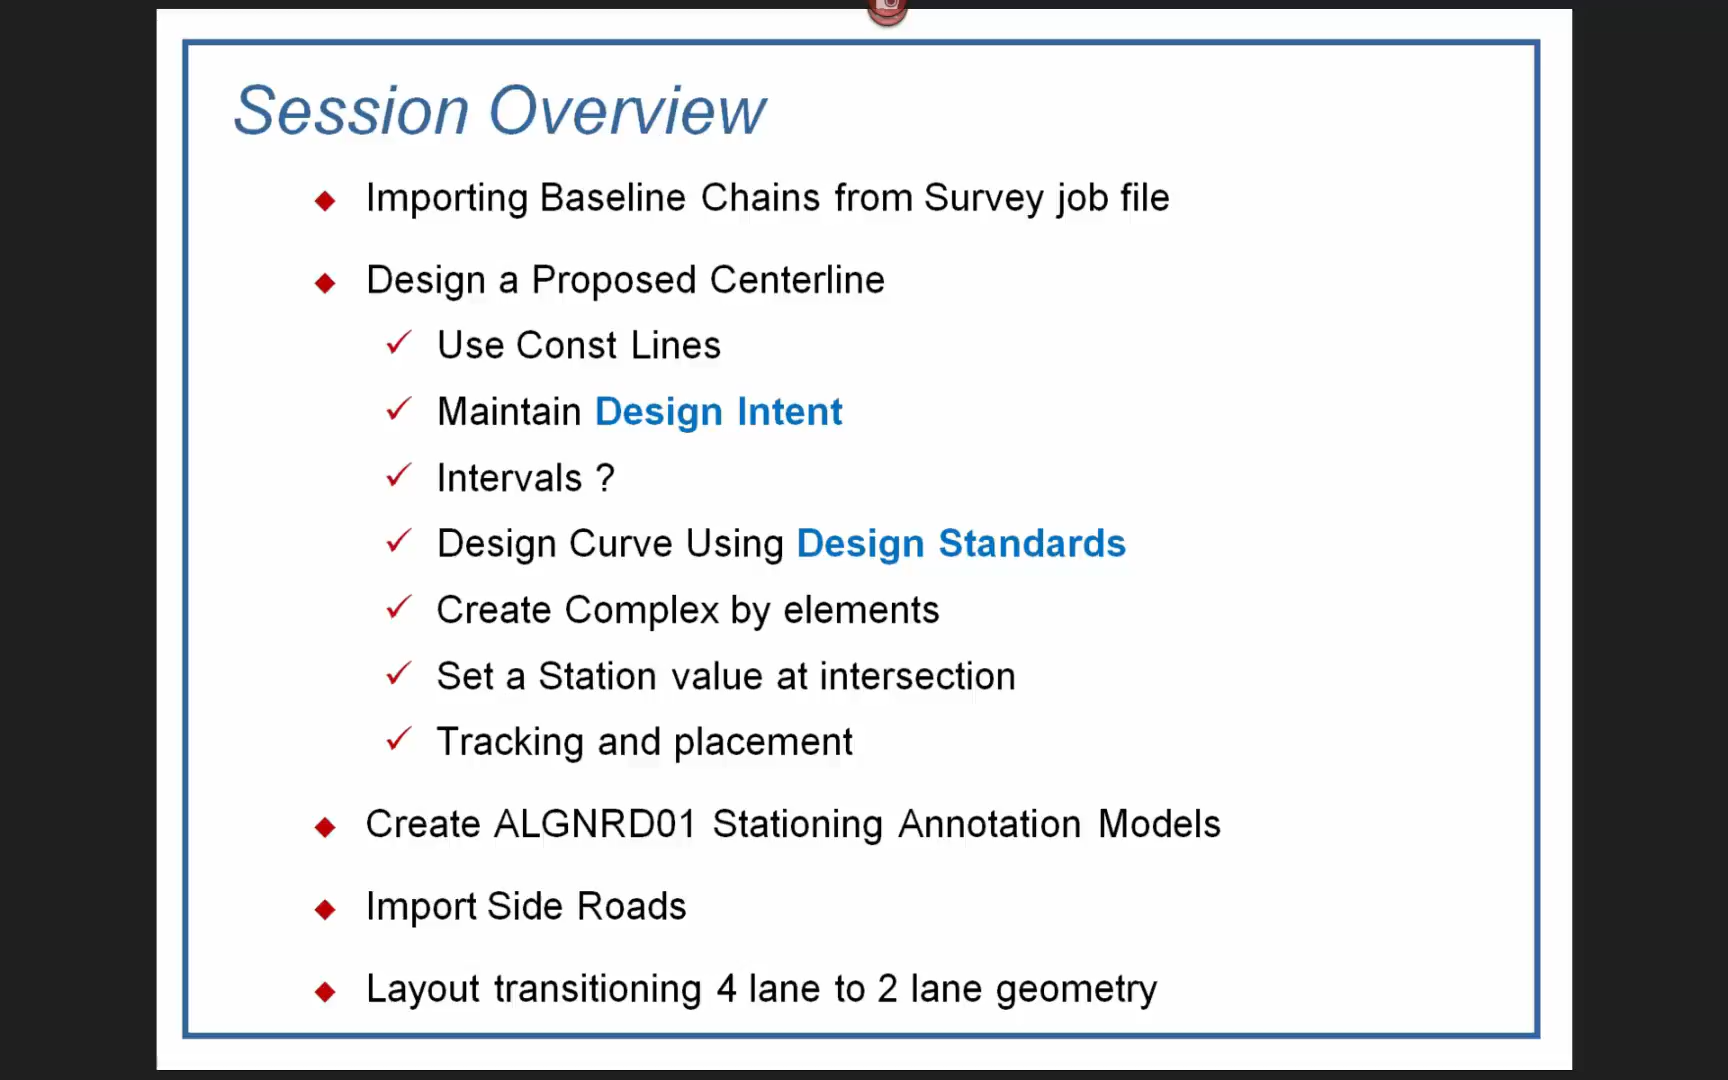 Session Overview
Importing Baseline Chains from Survey job file
Design a Proposed Centerline
Use Const Lines
Maintain Design Intent
Intervals ?
Design Curve Using Design Standards
Create Complex by elements
Set a Station value at intersection
Tracking and placement
Create ALGNRD01 Stationing Annotation Models
Import Side Roads
Layout transitioning 4 lane to 2 lane geometry